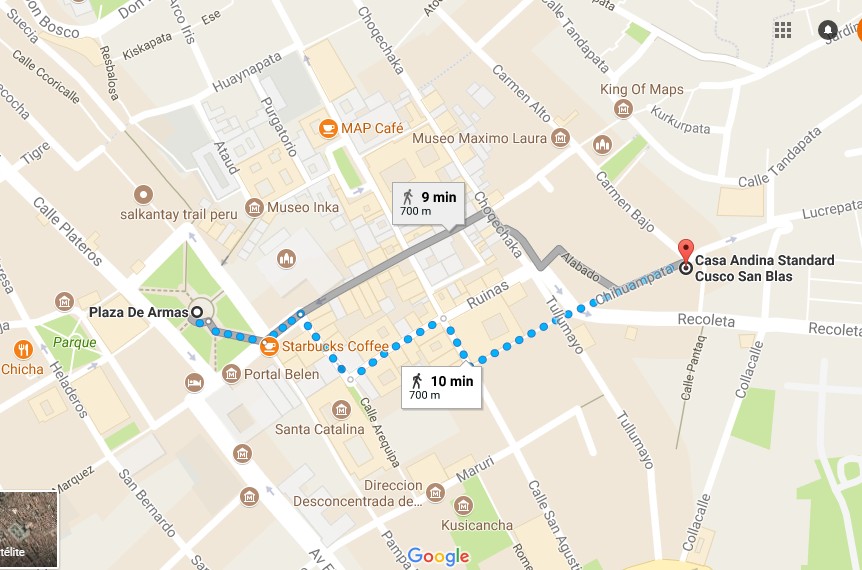 Don Bosco
Don
Suecia
Arco Iris
Ese
Kiskapata
Resbalosa
Calle Ccoricalle
Huaynapata
Choqechaka
Calle Tandapata
Jardin
King Of Maps
Carmen Alto
Kurkurpata
Purgatorio
MAP Café
Museo Maximo Laura
Tigre
Ataud
Calle Tandapata
salkantay trail peru
Museo Inka
9 min
700 m
Choqechaka
Carmen Bajo
Lucrepata
Calle Plateros
Alabado
Casa Andina Standard
Cusco San Blas
Chihuampata
Ruinas
Plaza De Armas
Tullumayo
Recoleta
Recoleta
Parque
Starbucks Coffee
Chicha
Heladeros
Portal Belen
10 min
700 m
Calle Pantaq
Collacalle
Santa Catalina
Calle Arequipa
Tullumayo
Marquez
San Bernardo
Maruri
Direccion
Desconcentrada de...
Kusicancha
Calle San Agusti
Collacalle
télite
Av
Pampa
Rome
Google